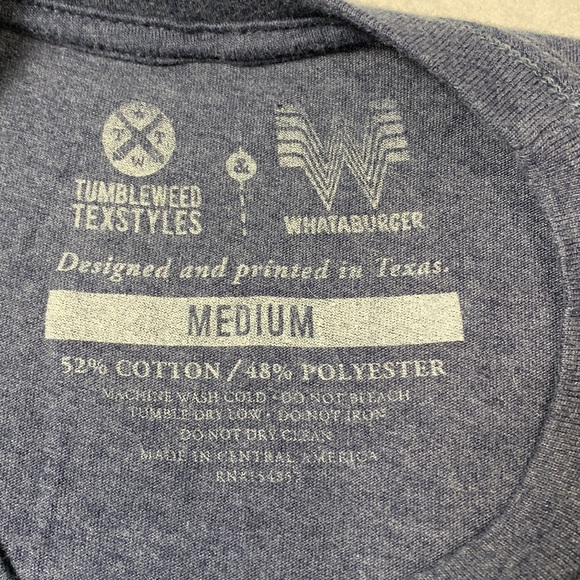 T T T W
TUMBLEWEED
TEXSTYLES
&
W
WHATABURGER
Designed and printed in Texas.
MEDIUM
52% COTTON / 48% POLYESTER
MACHINE WASH COLD • DO NOT BLEACH
TUMBLE DRY LOW • DO NOT IRON
DO NOT DRY CLEAN
MADE IN CENTRAL AMERICA